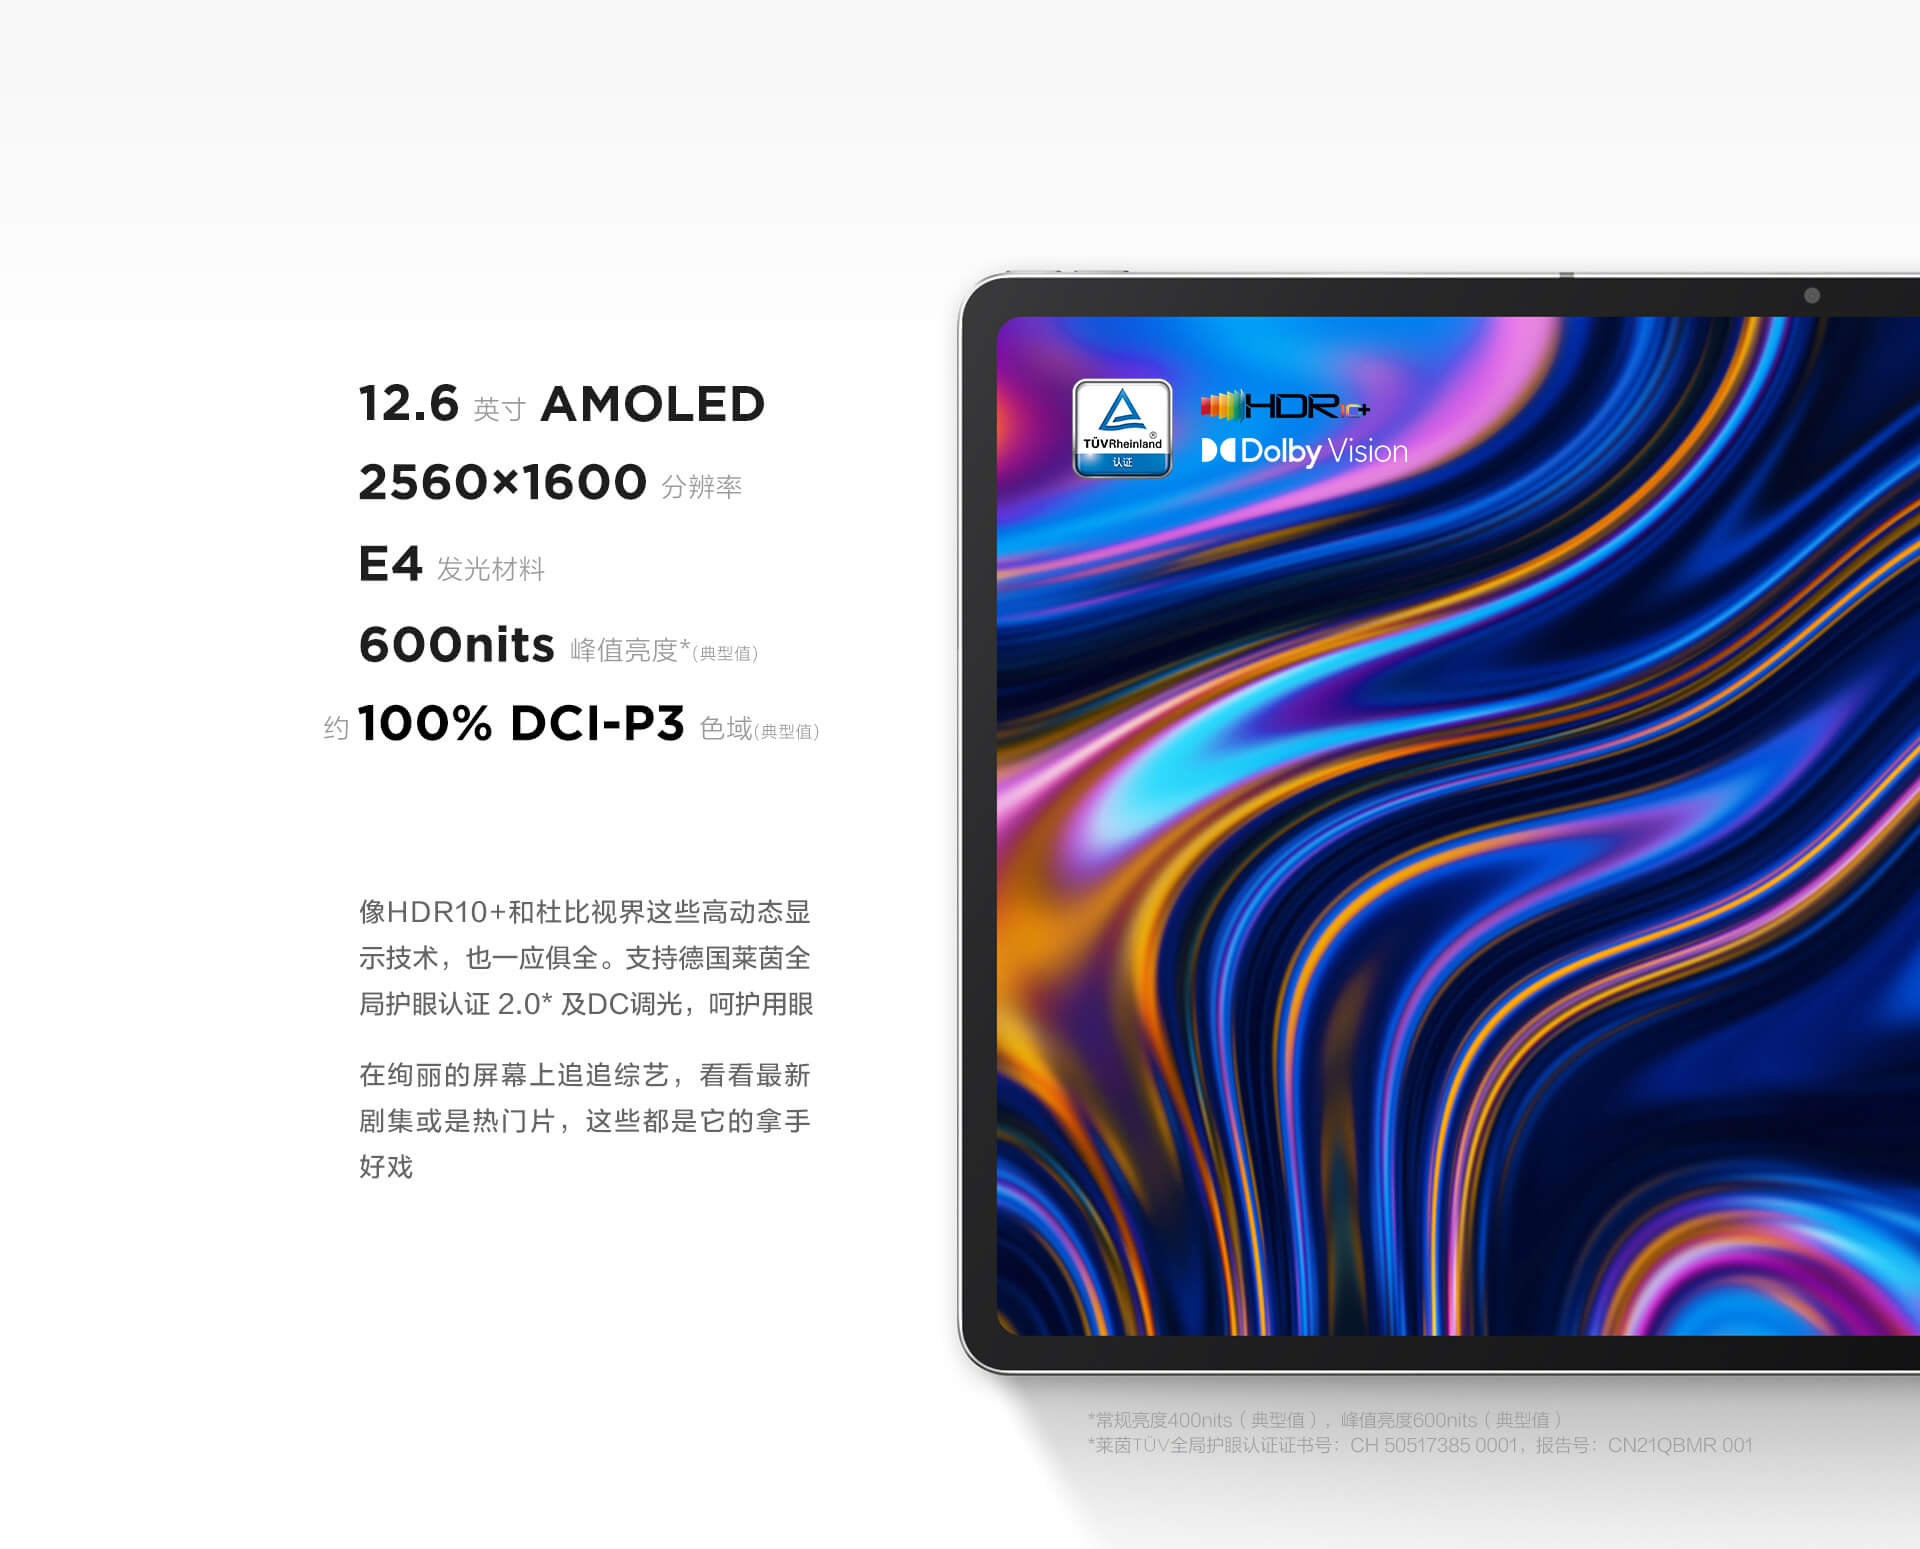 12.6 英寸 AMOLED
2560×1600 分辨率
E4 发光材料
600nits 峰值亮度*(典型值)
约 100% DCI-P3 色域(典型值)
像HDR10+和杜比视界这些高动态显
示技术，也一应俱全。支持德国莱茵全
局护眼认证 2.0* 及DC调光，呵护用眼
在绚丽的屏幕上追追综艺，看看最新
剧集或是热门片，这些都是它的拿手
好戏
TÜVRheinland®
认证
HDR10+
Dolby Vision
*常规亮度400nits（典型值），峰值亮度600nits（典型值）
*莱茵TÜV全局护眼认证证书号：CH 50517385 0001，报告号：CN21QBMR 001